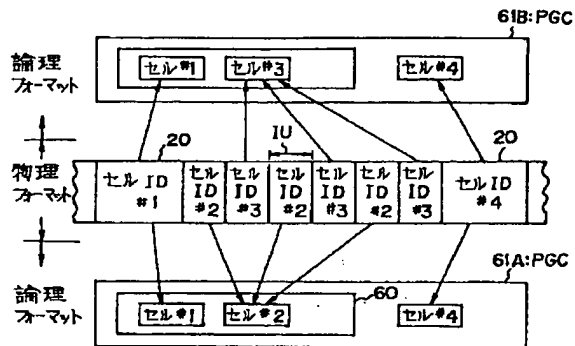 61B:PGC
論理
フォーマット
セル#1
セル#3
セル#4
20
IU
20
物理
フォーマット
セル ID
#1
セル
ID
#2
セル
ID
#3
セル
ID
#2
セル
ID
#3
セル
ID
#2
セル
ID
#3
セル ID
#4
61A:PGC
論理
フォーマット
60
セル#1
セル#2
セル#4